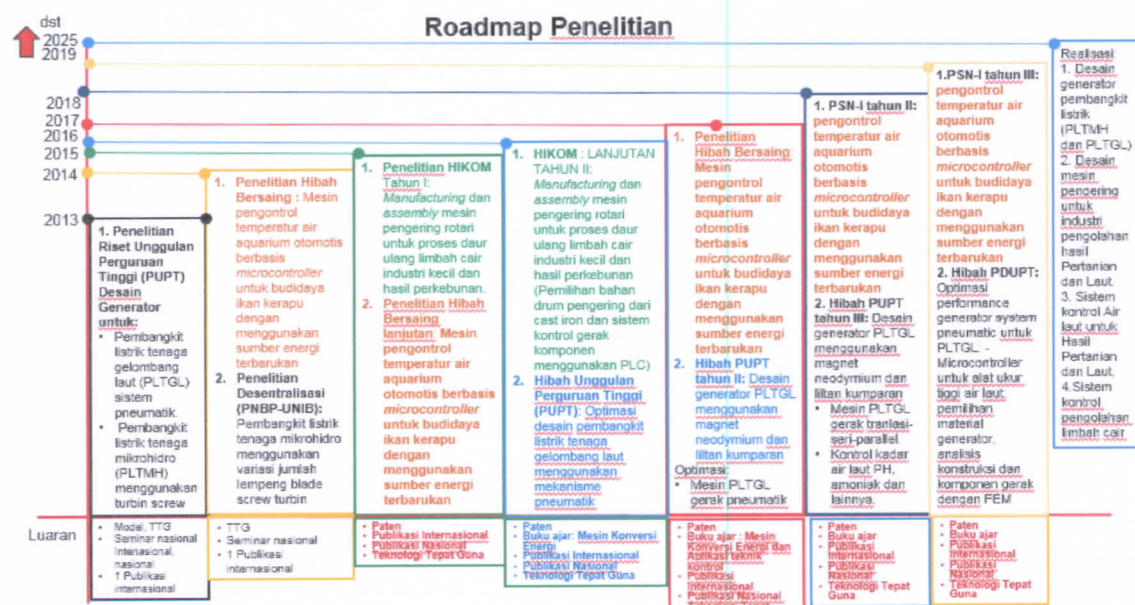 Roadmap Penelitian
dst
2025
2019
2018
2017
2016
2015
2014
2013
1. Penelitian
Riset Unggulan
Perguruan
Tinggi (PUPT)
Desain
Generator
untuk:
• Pembangkit
listrik tenaga
gelombang
laut (PLTGL)
sistem
pneumatik.
• Pembangkit
listrik tenaga
mikrohidro
(PLTMH)
menggunakan
turbin screw
1. Penelitian Hibah
Bersaing : Mesin
pengontrol
temperatur air
aquarium otomotis
berbasis
microcontroller
untuk budidaya
ikan kerapu
dengan
menggunakan
sumber energi
terbarukan
2. Penelitian
Desentralisasi
(PNBP-UNIB):
Pembangkit listrik
tenaga mikrohidro
menggunakan
variasi jumlah
lempeng blade
screw turbin
1. Penelitian HIKOM
Tahun I:
Manufacturing dan
assembly mesin
pengering rotari
untuk proses daur
ulang limbah cair
industri kecil dan
hasil perkebunan.
2. Penelitian Hibah
Bersaing
lanjutan: Mesin
pengontrol
temperatur air
aquarium
otomotis berbasis
microcontroller
untuk budidaya
ikan kerapu
dengan
menggunakan
sumber energi
terbarukan
1. HIKOM : LANJUTAN
TAHUN II:
Manufacturing dan
assembly mesin
pengering rotari
untuk proses daur
ulang limbah cair
industri kecil dan
hasil perkebunan
(Pemilihan bahan
drum pengering dari
cast iron dan sistem
kontrol gerak
komponen
menggunakan PLC)
2. Hibah Unggulan
Perguruan Tinggi
(PUPT): Optimasi
desain pembangkit
listrik tenaga
gelombang laut
menggunakan
mekanisme
pneumatik
1. Penelitian
Hibah Bersaing:
Mesin
pengontrol
temperatur air
aquarium
otomotis
berbasis
microcontroller
untuk budidaya
ikan kerapu
dengan
menggunakan
sumber energi
terbarukan
2. Hibah PUPT
tahun II: Desain
generator PLTGL
menggunakan
magnet
neodymium dan
liltan kumparan
Optimasi:
• Mesin PLTGL
gerak pneumatik
1. PSN-I tahun II:
pengontrol
temperatur air
aquarium
otomotis
berbasis
microcontroller
untuk budidaya
ikan kerapu
dengan
menggunakan
sumber energi
terbarukan
2. Hibah PUPT
tahun III: Desain
generator PLTGL
menggunakan
magnet
neodymium dan
liltan kumparan
• Mesin PLTGL
gerak tranlasi-
seri-parallel.
• Kontrol kadar
air laut PH,
amoniak dan
lainnya.
1.PSN-I tahun III:
pengontrol
temperatur air
aquarium
otomotis
berbasis
microcontroller
untuk budidaya
ikan kerapu
dengan
menggunakan
sumber energi
terbarukan
2. Hibah PDUPT:
Optimasi
performance
generator system
pneumatic untuk
PLTGL: -
Microcontroller
untuk alat ukur
tiggi air laut,
pemilihan
material
generator,
analisis
konstruksi dan
komponen gerak
dengan FEM
Realisasi:
1. Desain
generator
pembangkit
listrik
(PLTMH
dan PLTGL)
2. Desain
mesin
pengering
untuk
industri
pengolahan
hasil
Pertanian
dan Laut.
3. Sistem
kontrol Air
laut untuk
Hasil
Pertanian
dan Laut,
4.Sistem
kontrol
pengolahan
limbah cair
Luaran
• Model, TTG
• Seminar nasional
Intenasional,
nasional
• 1 Publikasi
internasional
• TTG
• Seminar nasional
• 1 Publikasi
internasional
• Paten
• Publikasi Internasional
• Publikasi Nasional
• Teknologi Tepat Guna
• Paten
• Buku ajar: Mesin Konversi
Energi
• Publikasi Internasional
• Publikasi Nasional
• Teknologi Tepat Guna
• Paten
• Buku ajar : Mesin
Konversi Energi dan
Aplikasi teknik
kontrol
• Publikasi
Internasional
• Publikasi Nasional
• Paten
• Buku ajar
• Publikasi
Internasional
• Publikasi
Nasional
• Teknologi Tepat
Guna
• Paten
• Buku ajar
• Publikasi
Internasional
• Publikasi
Nasional
• Teknologi Tepat
Guna